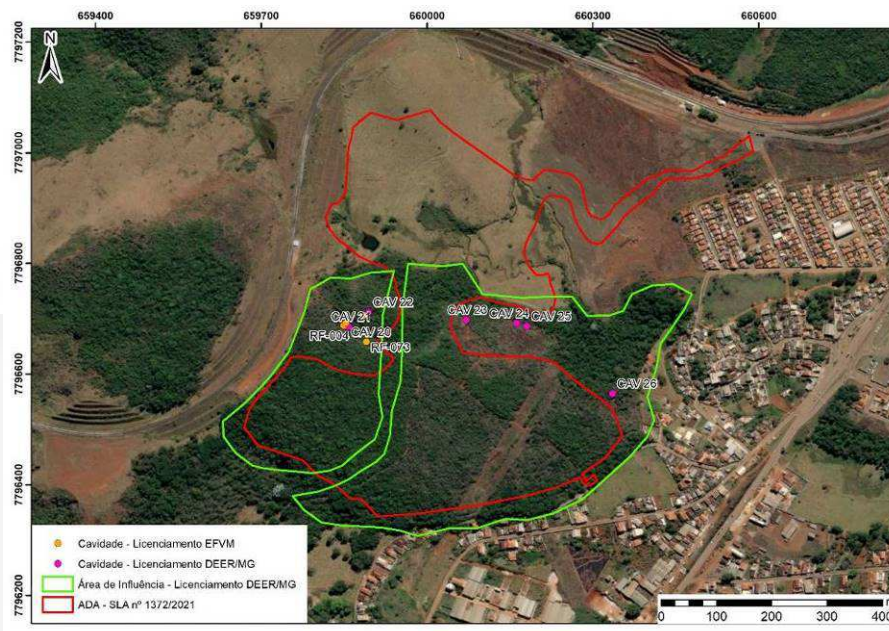 659400 659700 660000 660300 660600
7797200
N
7797000
7796800
CAV 22
CAV 21
CAV 23 CAV 24 CAV 25
CAV 20
RF-004
RF-073
7796600
CAV 26
7796400
Cavidade - Licenciamento EFVM
Cavidade - Licenciamento DEER/MG
Área de Influência - Licenciamento DEER/MG
ADA - SLA nº 1372/2021
7796200
0 100 200 300 400